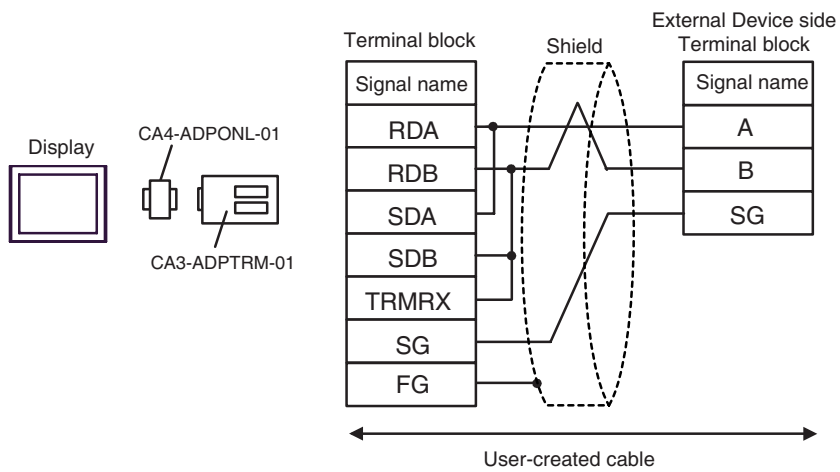 Display
CA4-ADPONL-01
CA3-ADPTRM-01
Terminal block
Signal name
RDA
RDB
SDA
SDB
TRMRX
SG
FG
Shield
External Device side
Terminal block
Signal name
A
B
SG
User-created cable